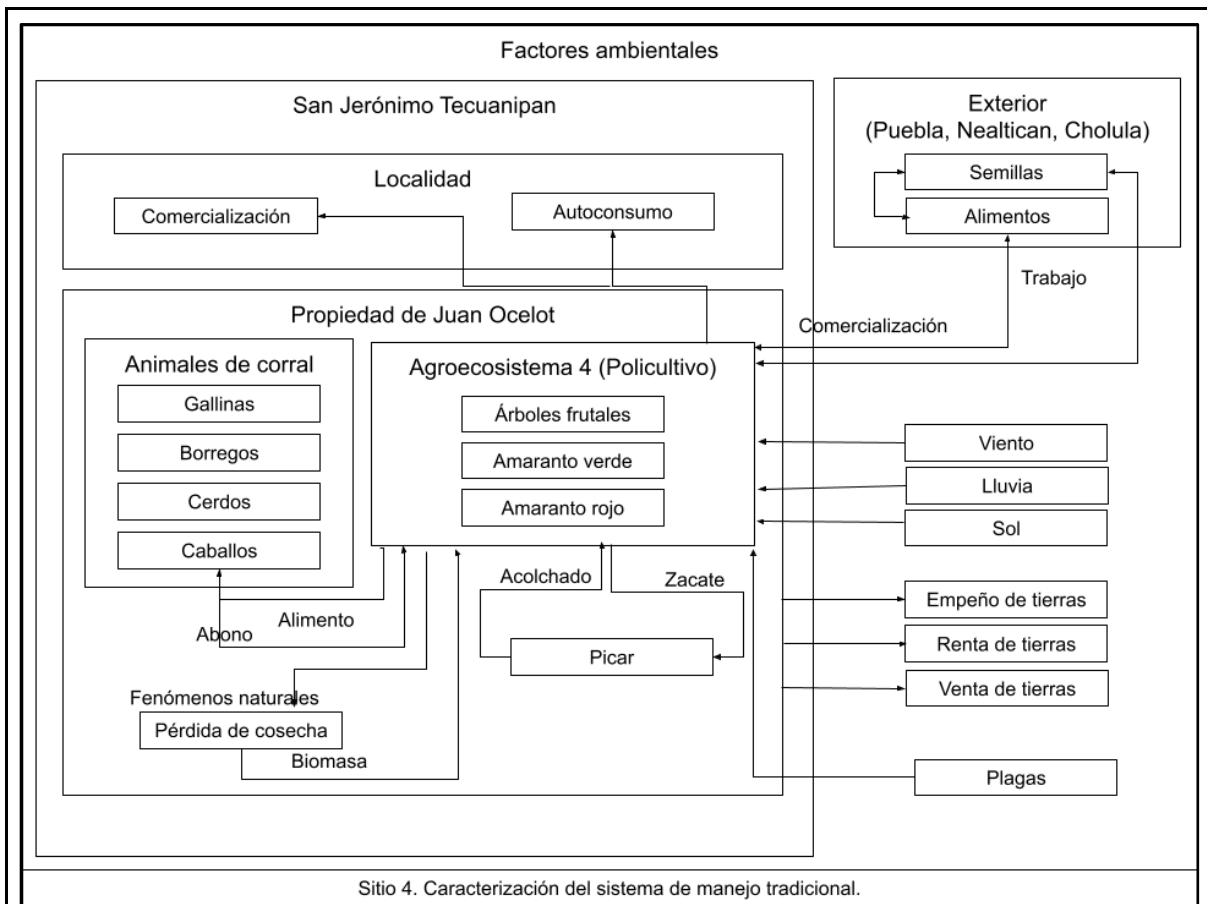 Factores ambientales
San Jerónimo Tecuanipan
Localidad
Comercialización
Autoconsumo
Exterior
(Puebla, Nealtican, Cholula)
Semillas
Alimentos
Trabajo
Comercialización
Propiedad de Juan Ocelot
Animales de corral
Gallinas
Borregos
Cerdos
Caballos
Agroecosistema 4 (Policultivo)
Árboles frutales
Amaranto verde
Amaranto rojo
Viento
Lluvia
Sol
Alimento
Abono
Acolchado
Zacate
Picar
Fenómenos naturales
Pérdida de cosecha
Biomasa
Empeño de tierras
Renta de tierras
Venta de tierras
Plagas
Sitio 4. Caracterización del sistema de manejo tradicional.